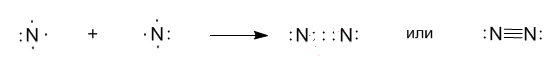 :Ṇ̇· + ·Ṇ̇: ⟶ :N⋮⋮N: или :N≡N: